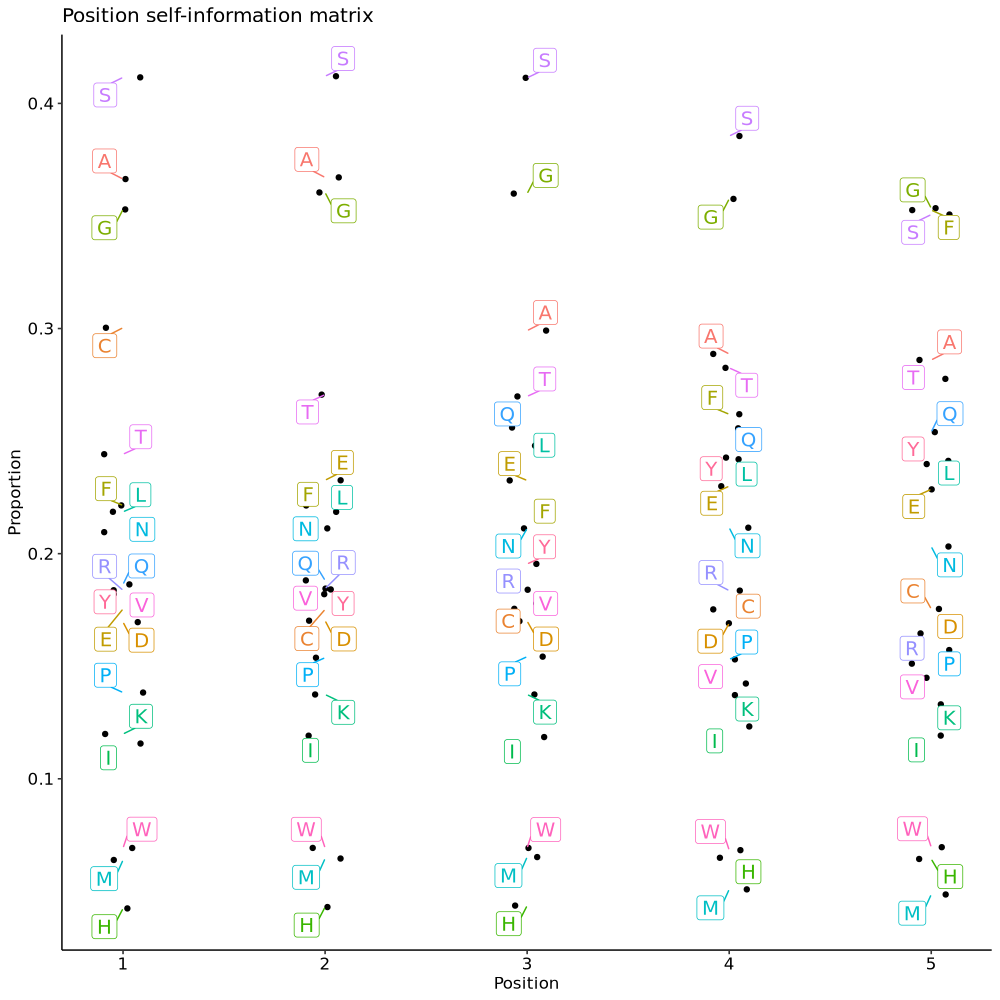 Position self-information matrix
S
S
S
S
A
A
G
G
G
G
G
S
F
C
A
A
A
T
T
T
T
T
F
Q
Q
Q
L
Y
Y
L
L
E
E
E
E
F
L
N
F
L
N
F
N
Y
N
N
R
Q
Q
R
R
R
C
C
Y
V
V
Y
V
C
D
E
D
C
D
D
P
R
P
P
P
P
V
V
K
K
K
K
K
I
I
I
I
I
W
W
W
W
W
M
M
M
H
H
H
H
H
M
M
0.4
0.3
0.2
0.1
Proportion
1 2 3 4 5
Position